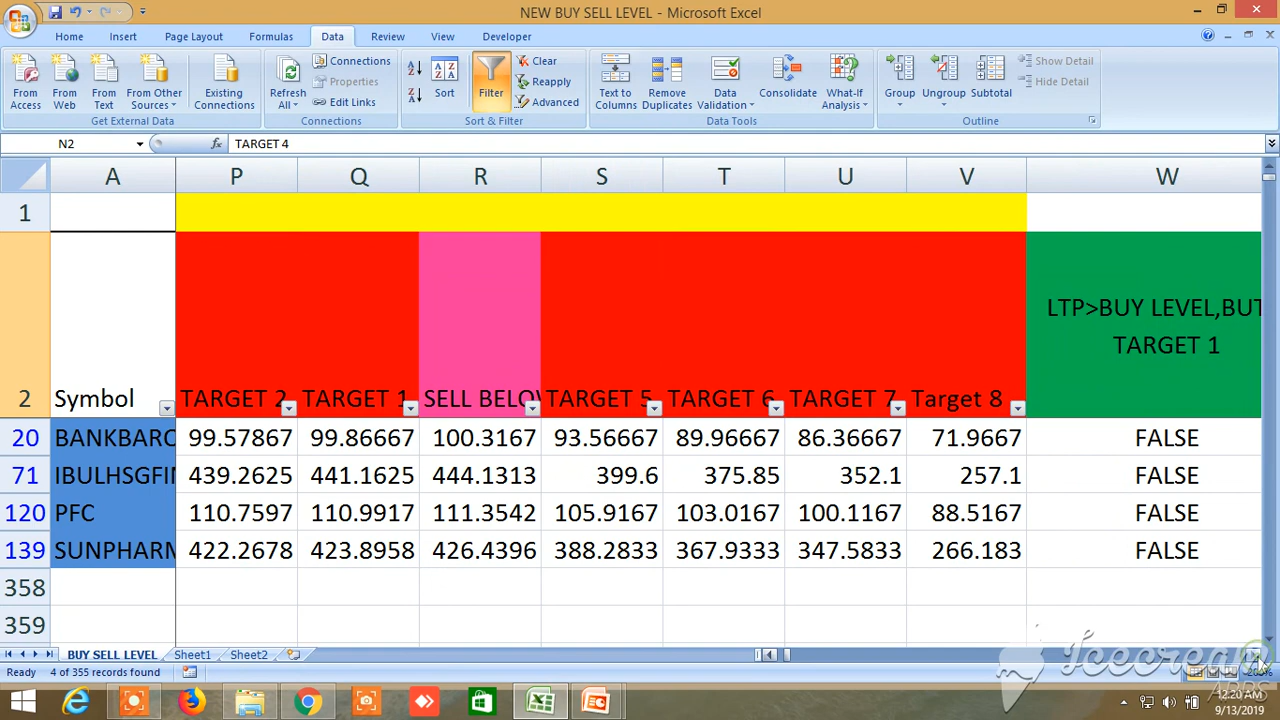 NEW BUY SELL LEVEL - Microsoft Excel
Home Insert Page Layout Formulas Data Review View Developer
From Access
From Web
From Text
From Other Sources
Existing Connections
Get External Data
Refresh All
Connections
Properties
Edit Links
Connections
Sort
Filter
Clear
Reapply
Advanced
Sort & Filter
Text to Columns
Remove Duplicates
Data Validation
Consolidate
What-If Analysis
Data Tools
Group
Ungroup
Subtotal
Show Detail
Hide Detail
Outline
N2 fx TARGET 4
A P Q R S T U V W
1
LTP>BUY LEVEL,BUT
TARGET 1
2 Symbol TARGET 2 TARGET 1 SELL BELOW TARGET 5 TARGET 6 TARGET 7 Target 8
20 BANKBARO 99.57867 99.86667 100.3167 93.56667 89.96667 86.36667 71.9667 FALSE
71 IBULHSGFIN 439.2625 441.1625 444.1313 399.6 375.85 352.1 257.1 FALSE
120 PFC 110.7597 110.9917 111.3542 105.9167 103.0167 100.1167 88.5167 FALSE
139 SUNPHARM 422.2678 423.8958 426.4396 388.2833 367.9333 347.5833 266.183 FALSE
358
359
BUY SELL LEVEL Sheet1 Sheet2
Ready 4 of 355 records found 200%
Icecream
APPS
12:20 AM
9/13/2019